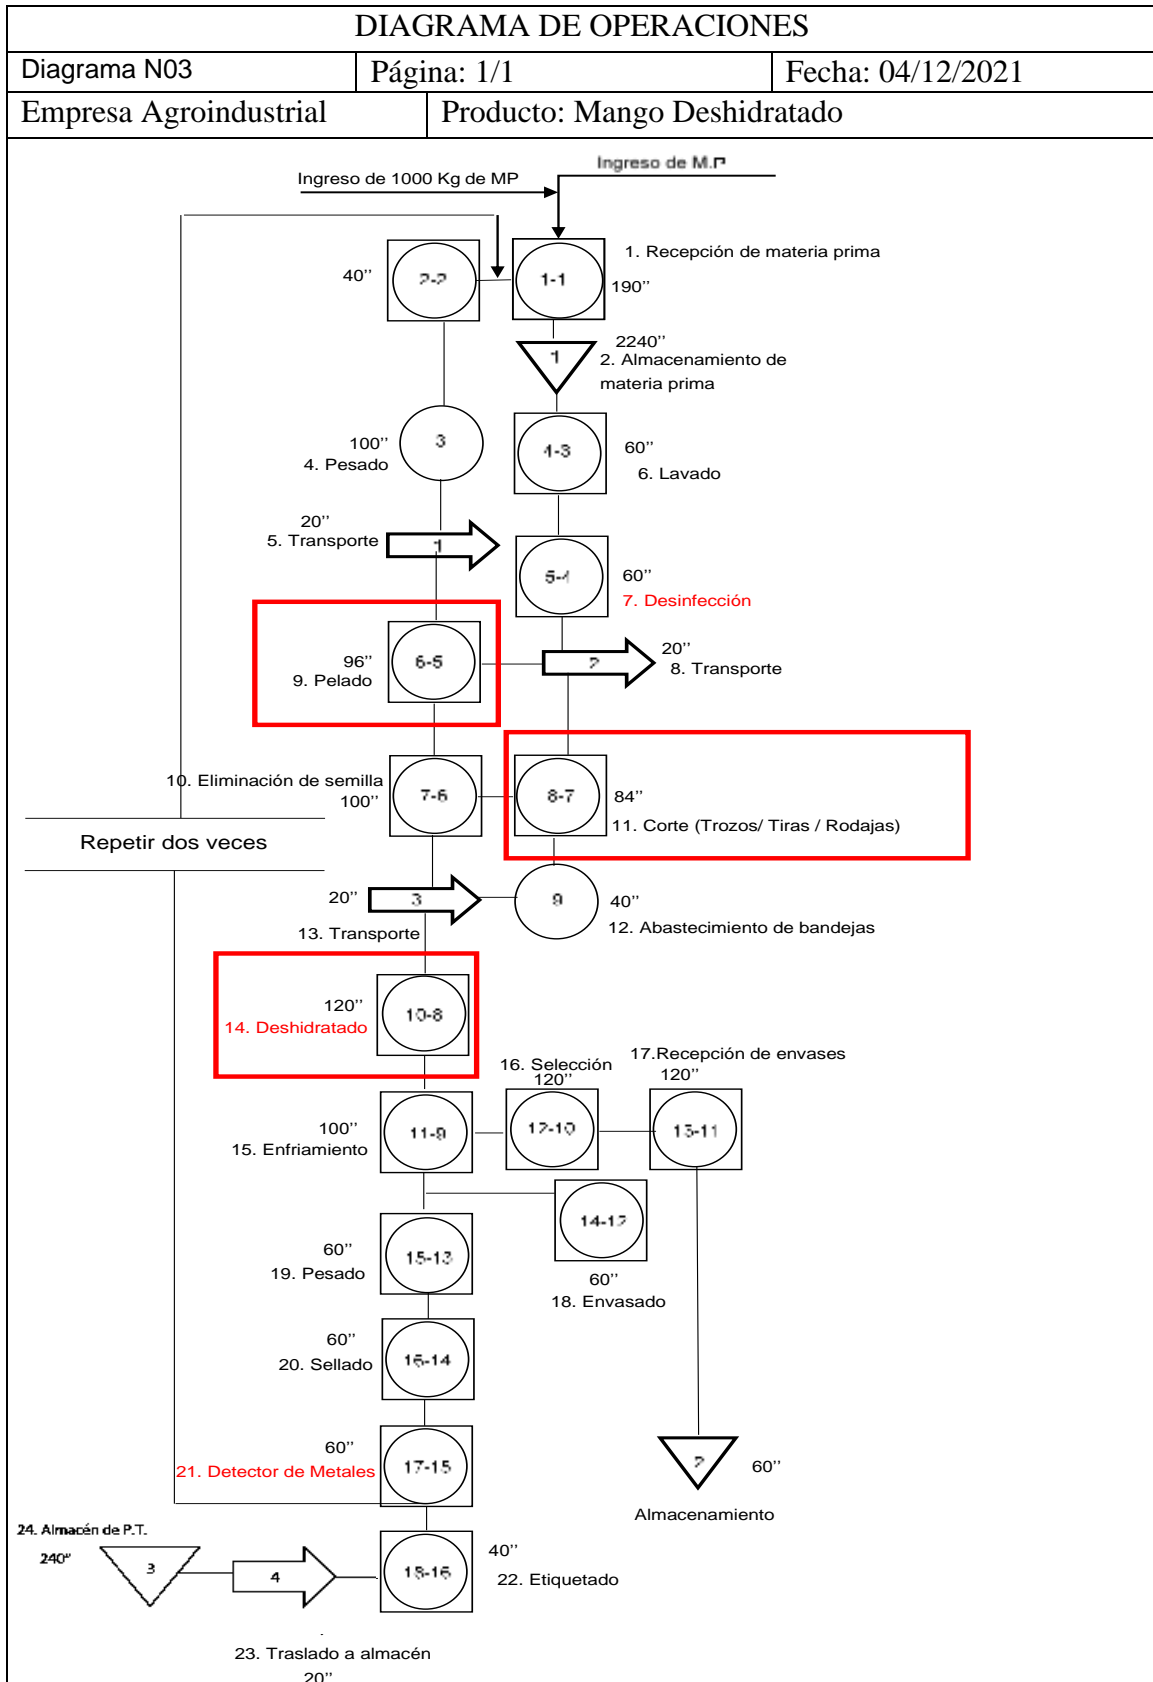 DIAGRAMA DE OPERACIONES
Diagrama N03
Página: 1/1
Fecha: 04/12/2021
Empresa Agroindustrial
Producto: Mango Deshidratado
Ingreso de M.P
Ingreso de 1000 Kg de MP
40’’
2-2
1-1
1. Recepción de materia prima
190’’
1
2240’’
2. Almacenamiento de
materia prima
100’’
4. Pesado
3
4-3
60’’
6. Lavado
20’’
5. Transporte
1
5-4
60’’
7. Desinfección
96’’
9. Pelado
6-5
2
20’’
8. Transporte
10. Eliminación de semilla
100’’
7-6
8-7
84’’
11. Corte (Trozos/ Tiras / Rodajas)
Repetir dos veces
20’’
3
13. Transporte
9
40’’
12. Abastecimiento de bandejas
120’’
14. Deshidratado
10-8
16. Selección
120’’
17.Recepción de envases
120’’
100’’
15. Enfriamiento
11-9
12-10
13-11
14-12
60’’
18. Envasado
60’’
19. Pesado
15-13
60’’
20. Sellado
16-14
60’’
21. Detector de Metales
17-15
2
60’’
Almacenamiento
24. Almacén de P.T.
240"
3
4
18-16
40’’
22. Etiquetado
23. Traslado a almacén
20’’